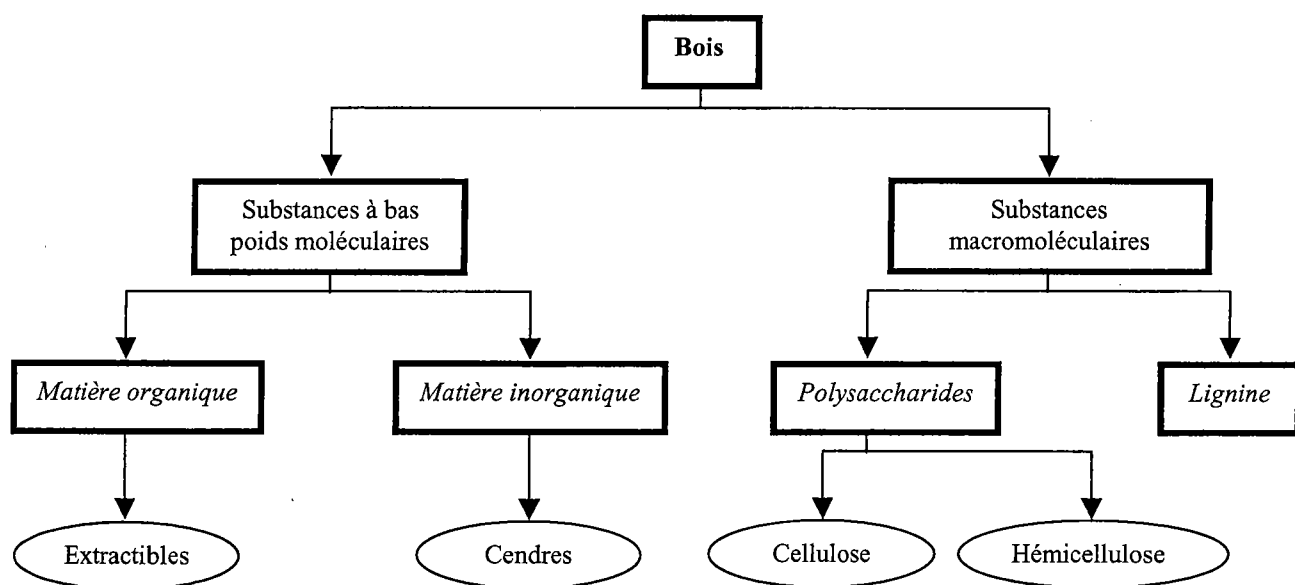 Bois
Substances à bas
poids moléculaires
Substances
macromoléculaires
Matière organique
Matière inorganique
Polysaccharides
Lignine
Extractibles
Cendres
Cellulose
Hémicellulose